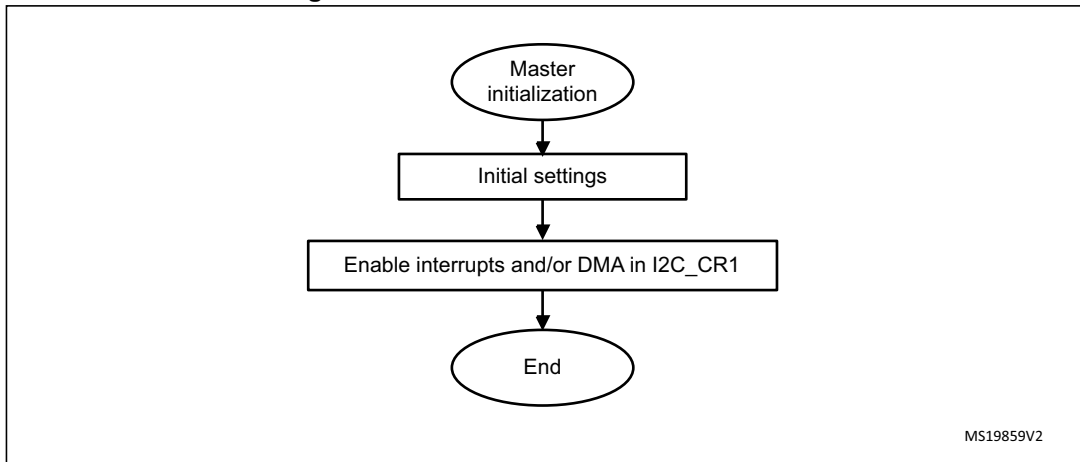 Master
initialization
Initial settings
Enable interrupts and/or DMA in I2C_CR1
End
MS19859V2